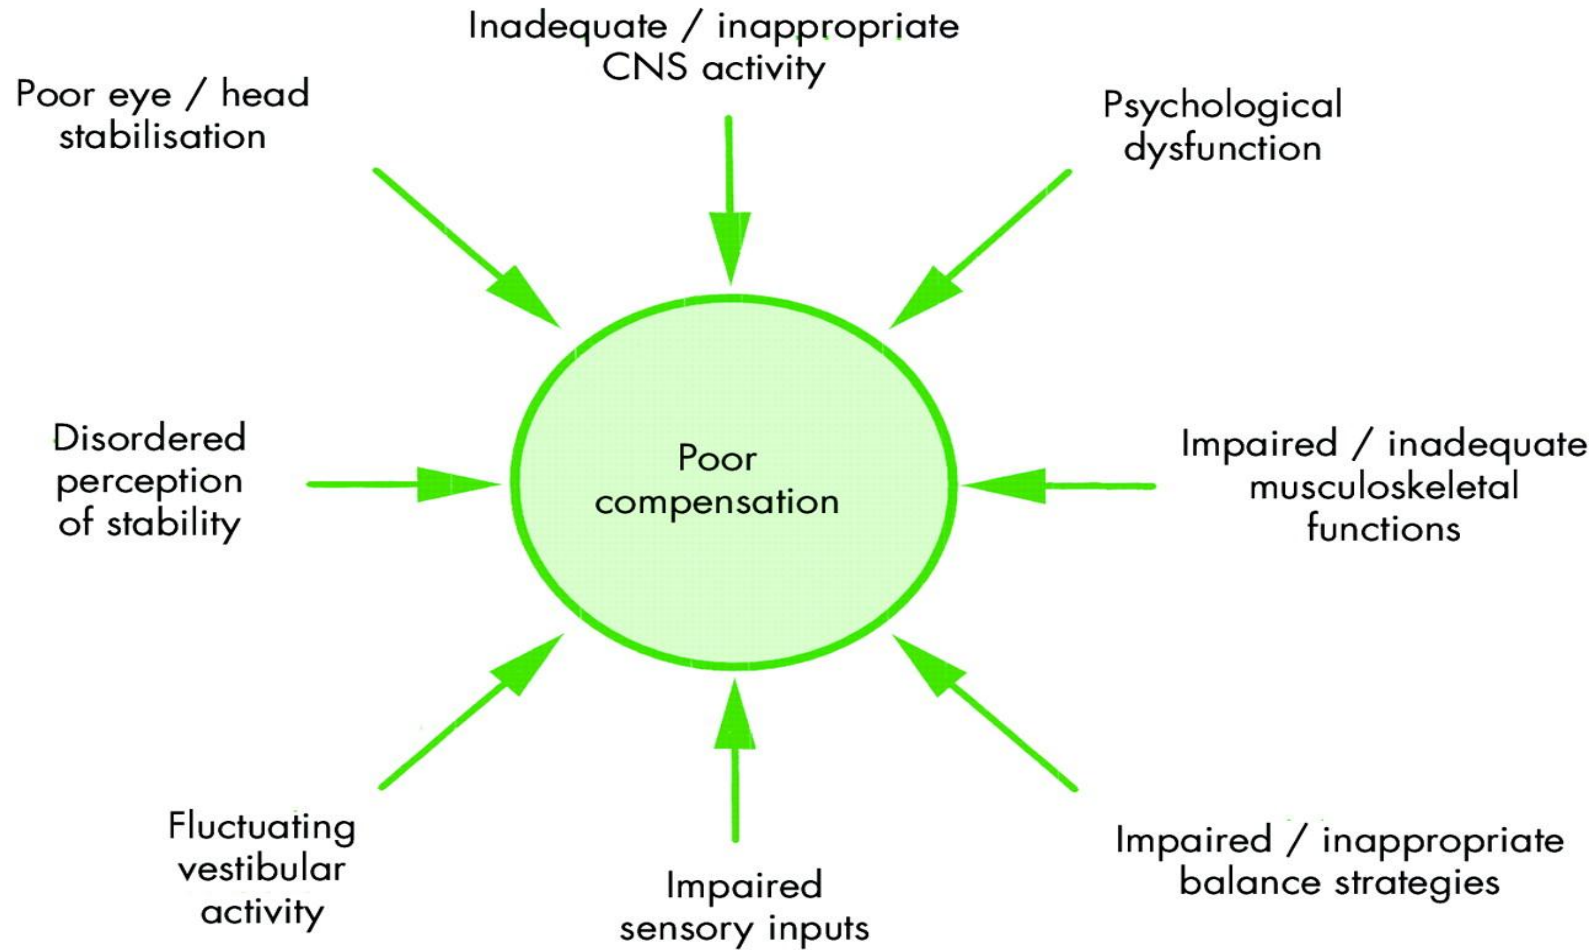 Inadequate / inappropriate
CNS activity
Poor eye / head
stabilisation
Psychological
dysfunction
Disordered
perception
of stability
Poor
compensation
Impaired / inadequate
musculoskeletal
functions
Fluctuating
vestibular
activity
Impaired
sensory inputs
Impaired / inappropriate
balance strategies